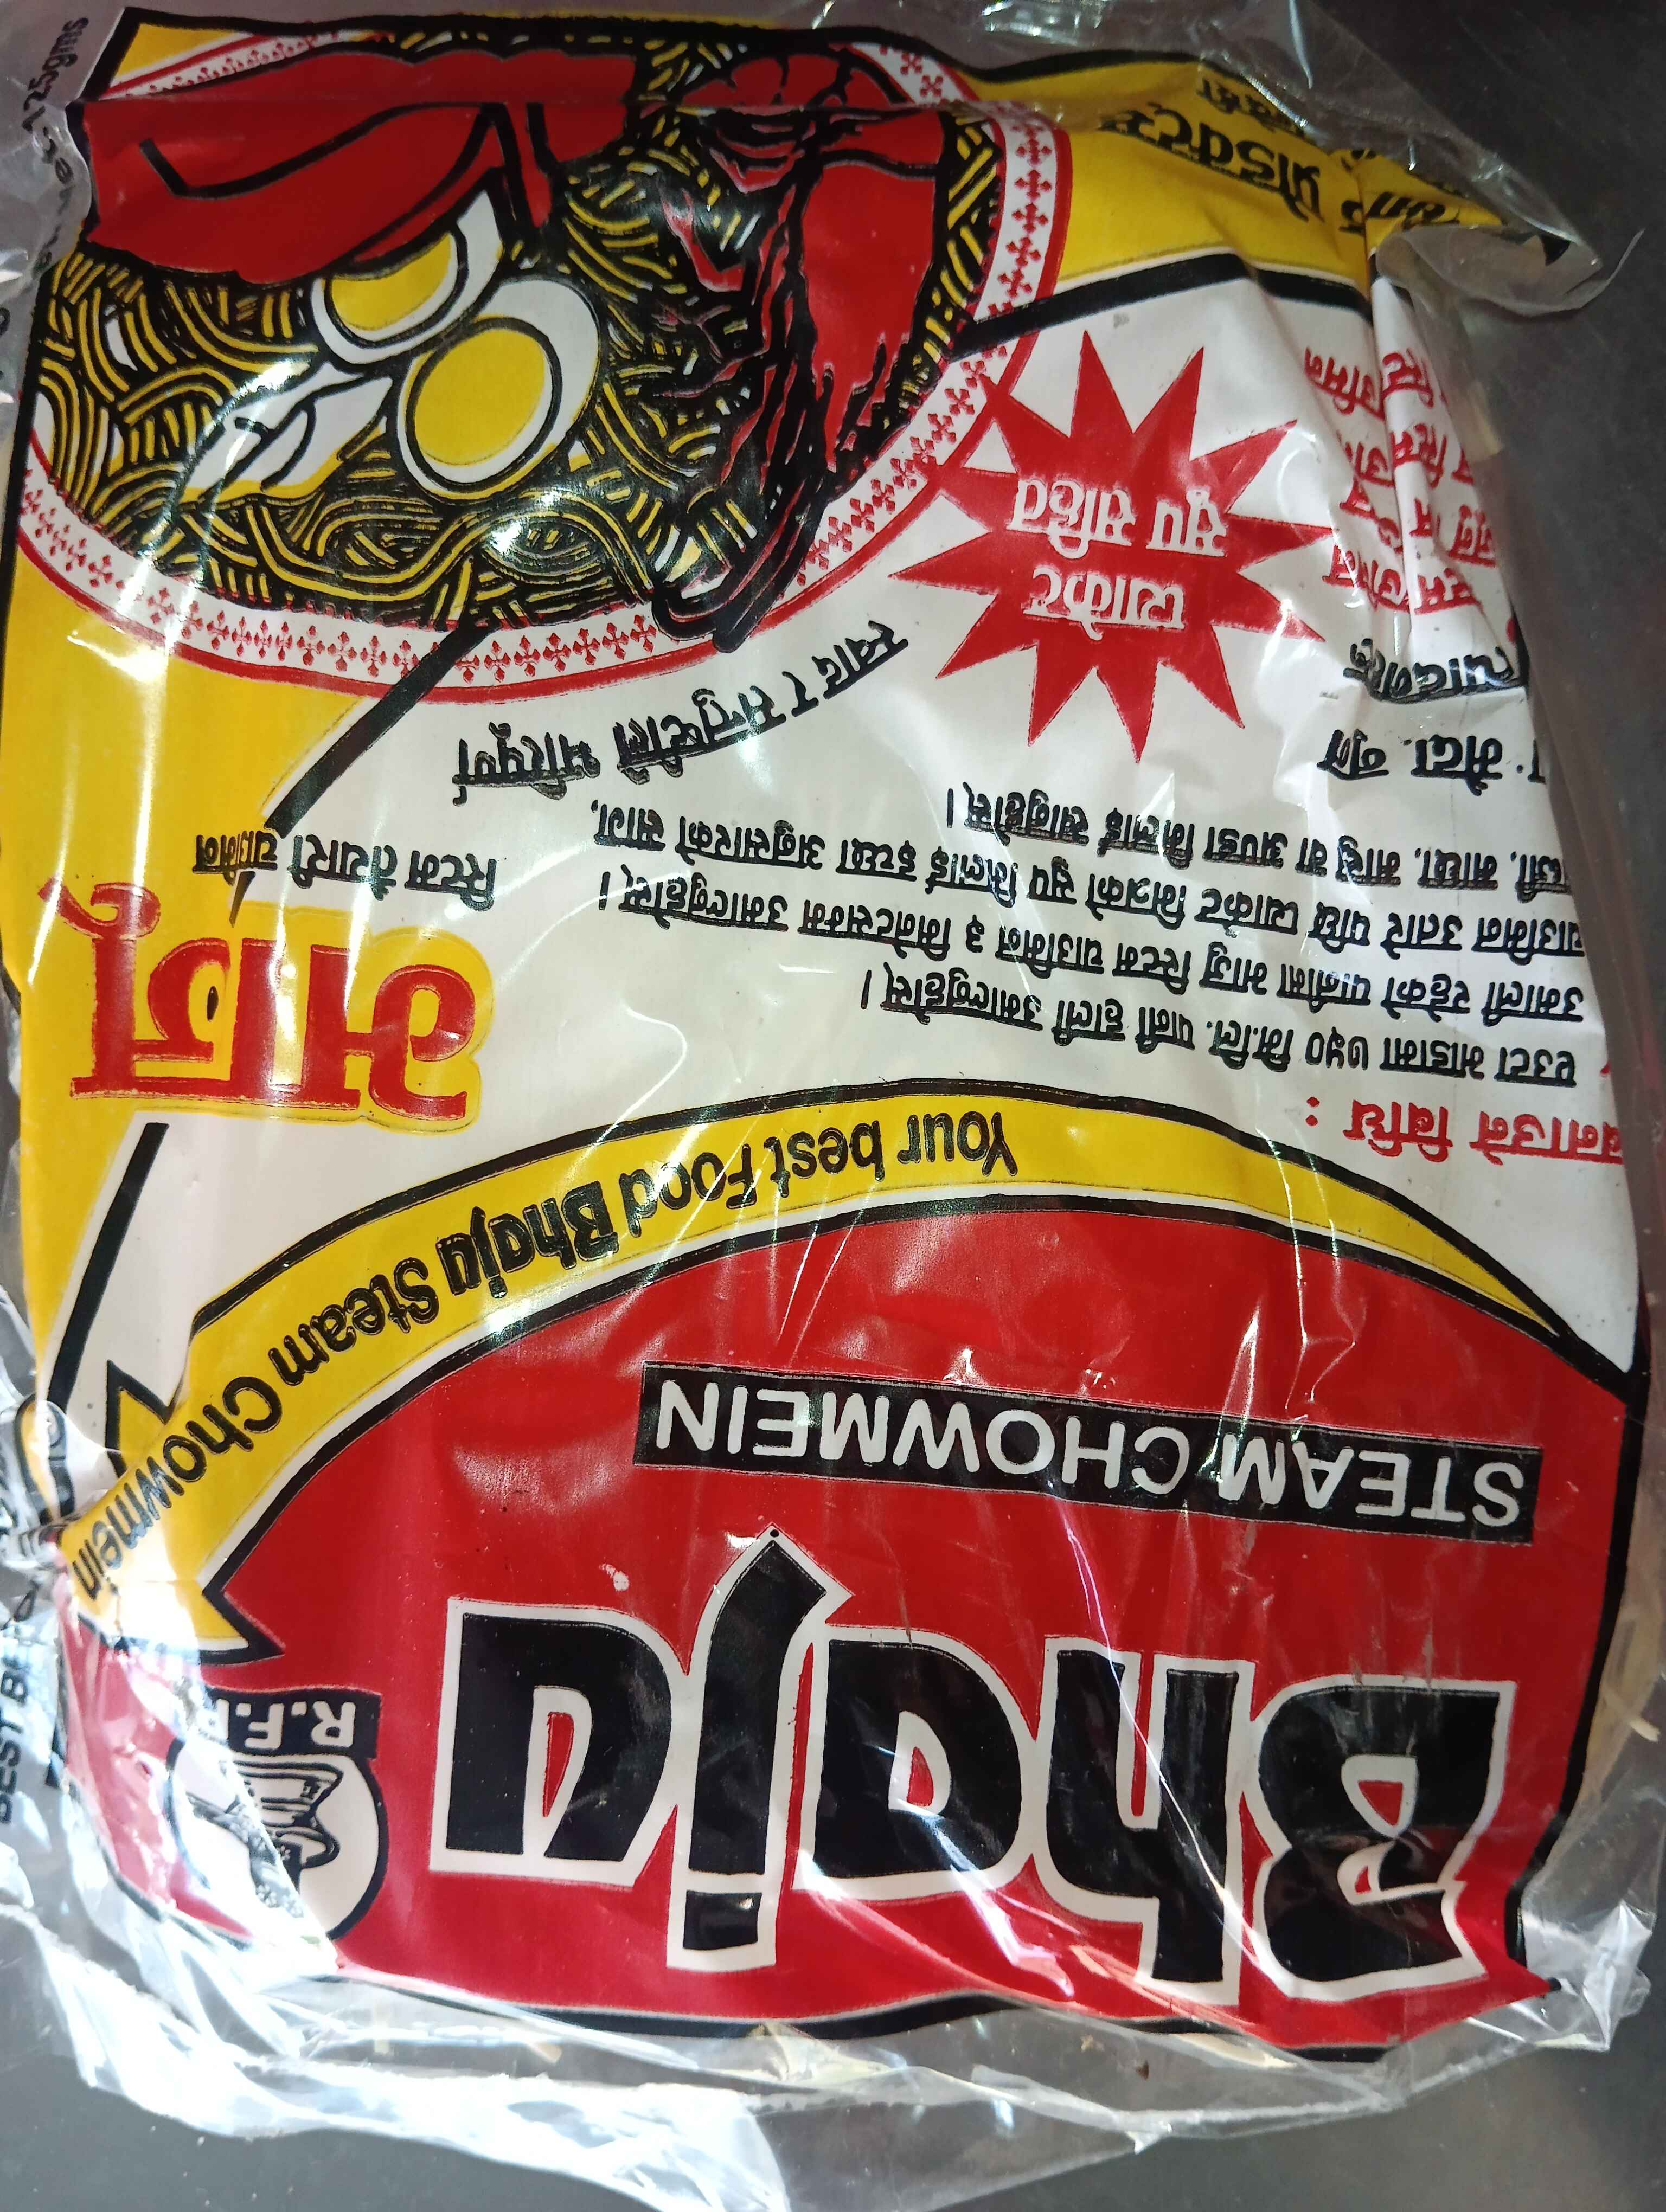 Bhaju
R.F.
STEAM CHOWMEIN
Your best Food Bhaju Steam Chowmein
बनाउने बिधि :
एउटा भाडामा ७५० मि.लि. पानी हाली उमाल्नुहोस् ।
उमाली रहेको पानीमा भाजु स्टिम चाउमिन ३ मिनेटसम्म उमाल्नुहोस् ।
चाउमिन उतारे पछि प्याकेट भित्रको सुप मिलाई इच्छा अनुसारको साग,
माछा, मासु वा अण्डा मिलाई खानुहोस् ।
भाजू
स्टिम तैयारी चाउमिन
मैदा, नुन
स्वाद र सन्तुष्टीले भरिपूर्ण
प्याकेट
सुप सहित
स्टिम
प्रोडक्ट्स
BEST